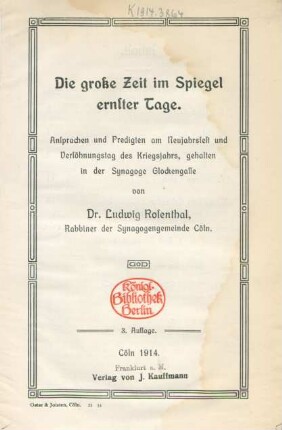 K1914.3864
Die große Zeit im Spiegel
ernster Tage.
Ansprachen und Predigten am Neujahrsfest und
Versöhnungstag des Kriegsjahrs, gehalten
in der Synagoge Glockengasse
von
Dr. Ludwig Rosenthal,
Rabbiner der Synagogengemeinde Cöln.
Königl.
Bibliothek
Berlin.
3. Auflage.
Cöln 1914.
Frankfurt a. M.
Verlag von J. Kauffmann